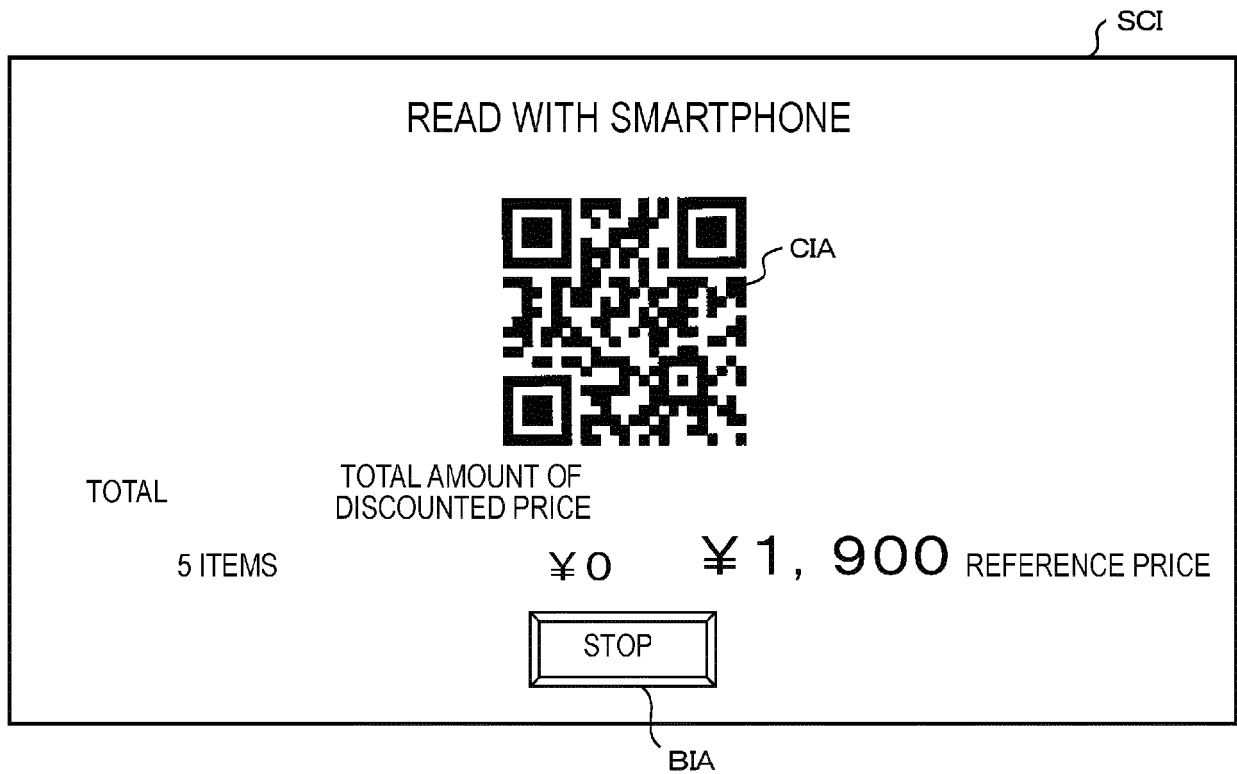 SCI
READ WITH SMARTPHONE
CIA
TOTAL
TOTAL AMOUNT OF
DISCOUNTED PRICE
5 ITEMS
¥0
¥1,900 REFERENCE PRICE
STOP
BIA